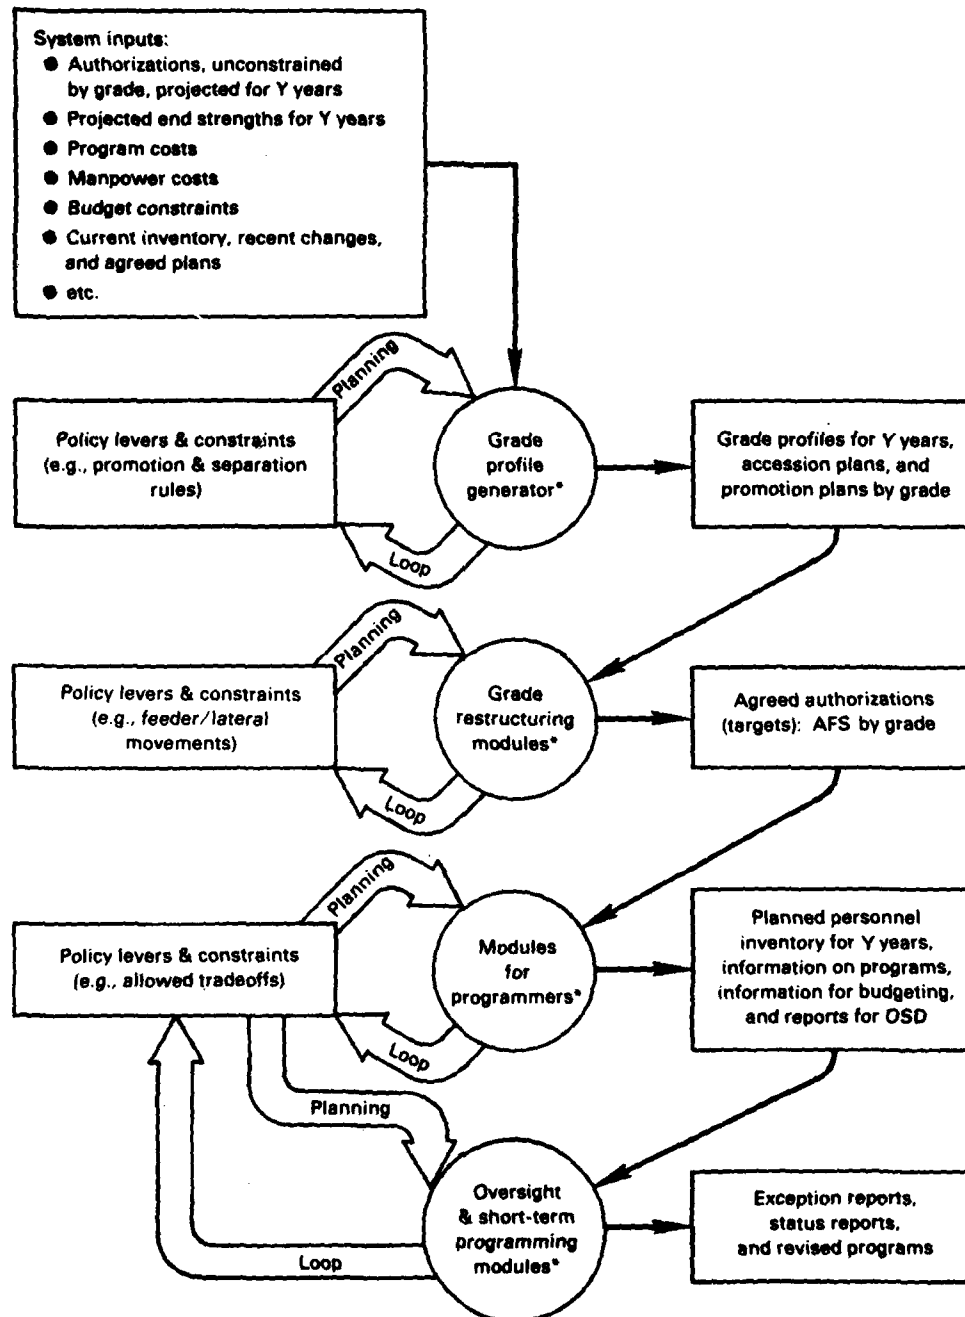 System inputs:
● Authorizations, unconstrained
by grade, projected for Y years
● Projected end strengths for Y years
● Program costs
● Manpower costs
● Budget constraints
● Current inventory, recent changes,
and agreed plans
● etc.
Planning
Policy levers & constraints
(e.g., promotion & separation
rules)
Grade
profile
generator*
Grade profiles for Y years,
accession plans, and
promotion plans by grade
Loop
Planning
Policy levers & constraints
(e.g., feeder/lateral
movements)
Grade
restructuring
modules*
Agreed authorizations
(targets): AFS by grade
Loop
Planning
Policy levers & constraints
(e.g., allowed tradeoffs)
Modules
for
programmers*
Planned personnel
inventory for Y years,
information on programs,
information for budgeting,
and reports for OSD
Loop
Planning
Oversight
& short-term
programming
modules*
Exception reports,
status reports,
and revised programs
Loop